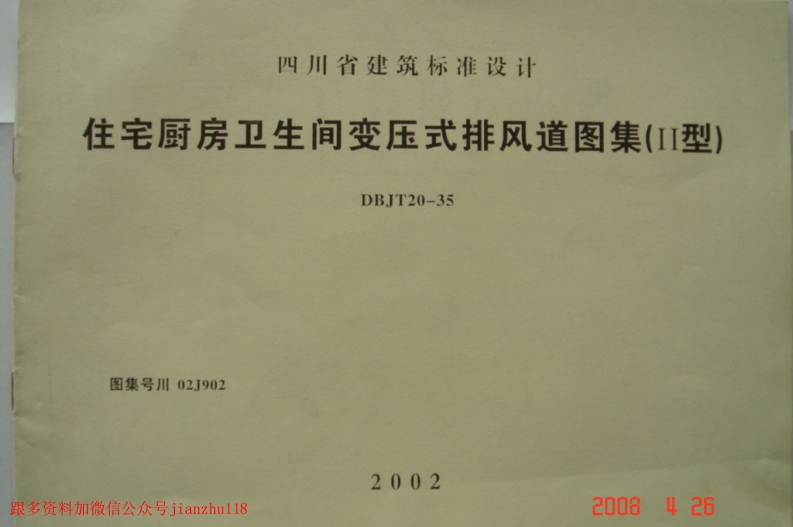 四川省建筑标准设计
住宅厨房卫生间变压式排风道图集(II型)
DBJT20-35
图集号川 02J902
2002
跟多资料加微信公众号jianzhu118
2008 4 26